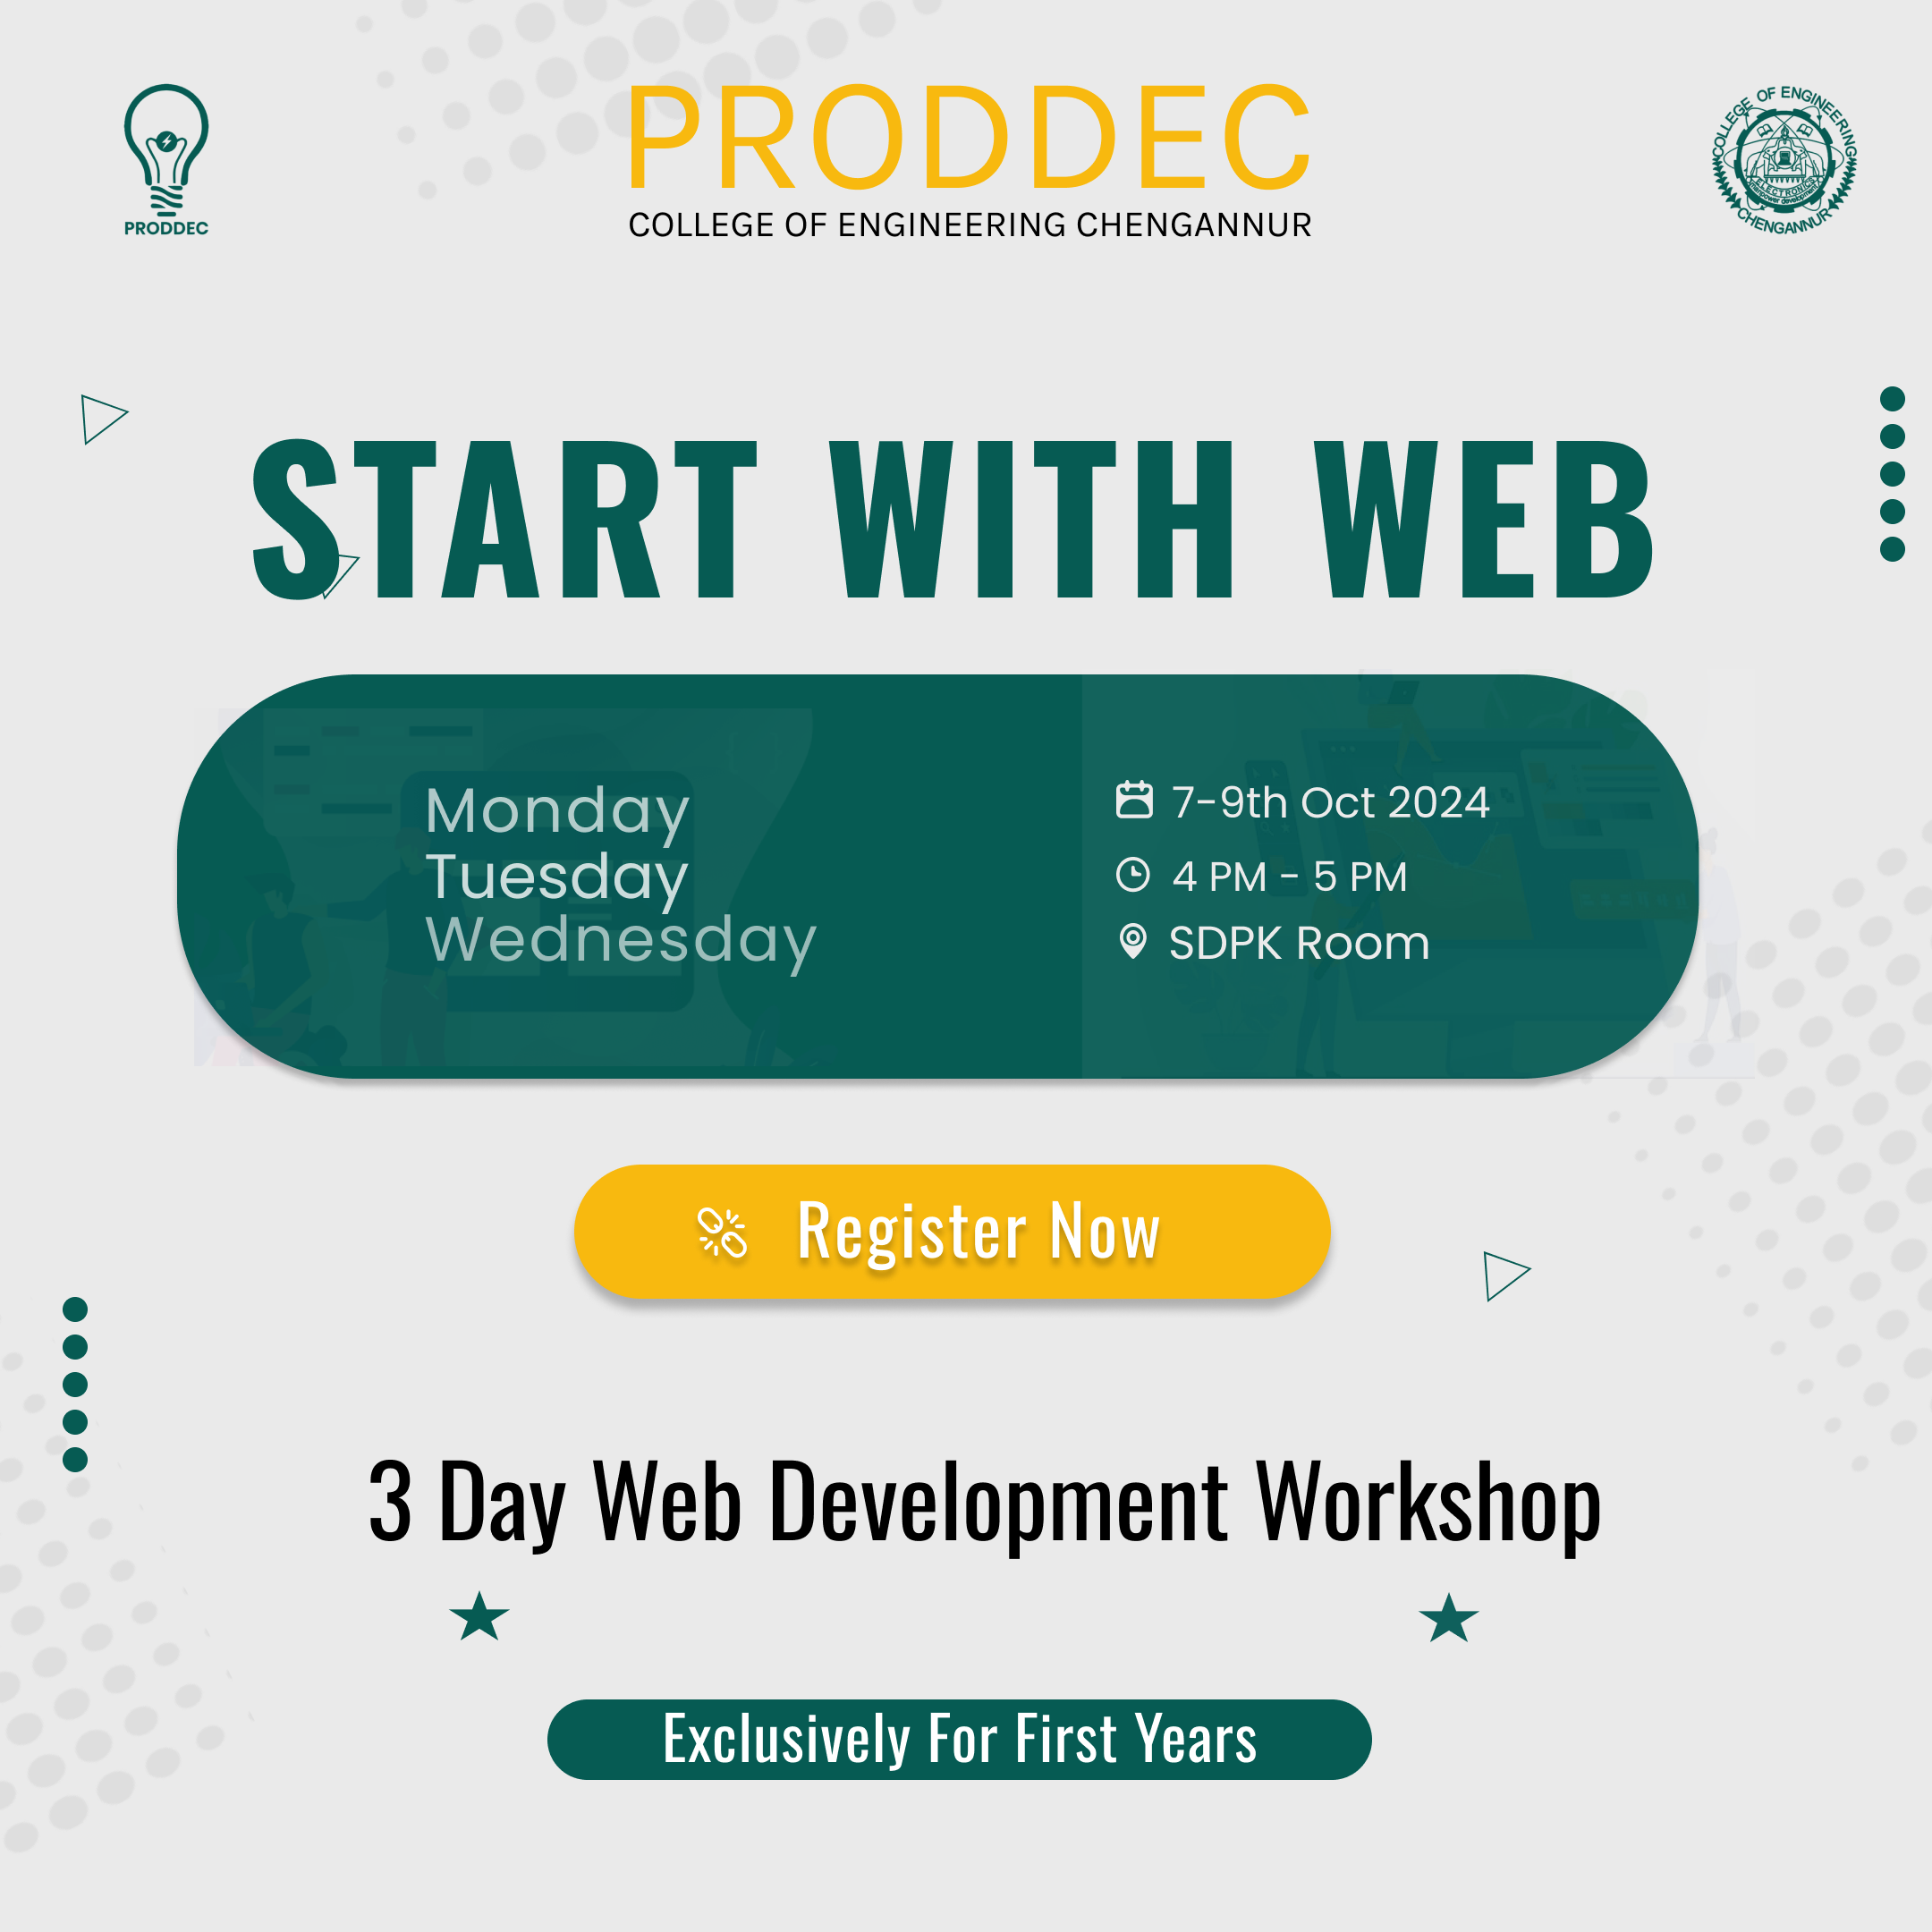 PRODDEC
PRODDEC
COLLEGE OF ENGINEERING CHENGANNUR
COLLEGE OF ENGINEERING
ELECTRONICS
CHENGANNUR
START WITH WEB
Monday
Tuesday
Wednesday
7-9th Oct 2024
4 PM - 5 PM
SDPK Room
Register Now
3 Day Web Development Workshop
Exclusively For First Years